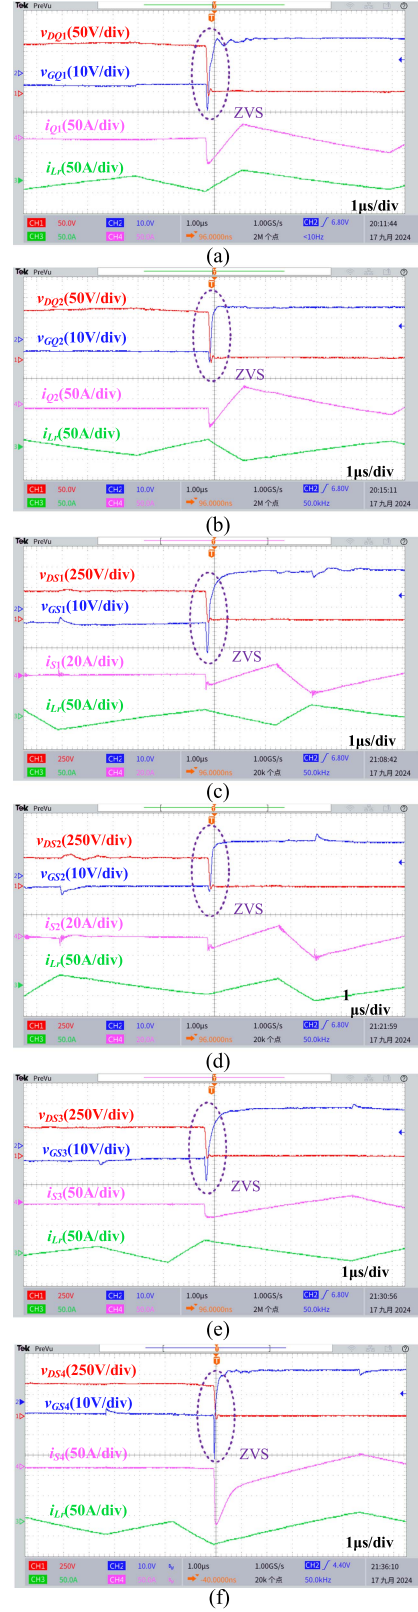 Tek PreVu
vDQ1(50V/div)
vGQ1(10V/div)
ZVS
iQ1(50A/div)
iLr(50A/div)
1μs/div
CH1 50.0V CH2 10.0V 1.00μs 1.00GS/s CH2 6.80V 20:11:44
CH3 50.0A CH4 50.0A 96.0000ns 2M 个点 <10Hz 17 九月 2024
(a)
Tek PreVu
vDQ2(50V/div)
vGQ2(10V/div)
ZVS
iQ2(50A/div)
iLr(50A/div)
1μs/div
CH1 50.0V CH2 10.0V 1.00μs 1.00GS/s CH2 6.80V 20:15:11
CH3 50.0A CH4 96.0000ns 2M 个点 50.0kHz 17 九月 2024
(b)
Tek PreVu
vDS1(250V/div)
vGS1(10V/div)
ZVS
iS1(20A/div)
iLr(50A/div)
1μs/div
CH1 250V CH2 10.0V 1.00μs 1.00GS/s CH2 6.80V 21:08:42
CH3 50.0A CH4 96.0000ns 20k 个点 50.0kHz 17 九月 2024
(c)
Tek PreVu
vDS2(250V/div)
vGS2(10V/div)
ZVS
iS2(20A/div)
iLr(50A/div)
1
μs/div
CH1 250V CH2 10.0V 1.00μs 1.00GS/s CH2 6.80V 21:21:59
CH3 50.0A CH4 96.0000ns 20k 个点 50.0kHz 17 九月 2024
(d)
Tek PreVu
vDS3(250V/div)
vGS3(10V/div)
ZVS
iS3(50A/div)
iLr(50A/div)
1μs/div
CH1 250V CH2 10.0V 1.00μs 1.00GS/s CH2 6.80V 21:30:56
CH3 50.0A CH4 96.0000ns 2M 个点 50.0kHz 17 九月 2024
(e)
Tek PreVu
vDS4(250V/div)
vGS4(10V/div)
iS4(50A/div)
ZVS
iLr(50A/div)
1μs/div
CH1 250V CH2 10.0V 1.00μs 1.00GS/s CH2 4.40V 21:36:10
CH3 50.0A CH4 -40.0000ns 20k 个点 50.0kHz 17 九月 2024
(f)